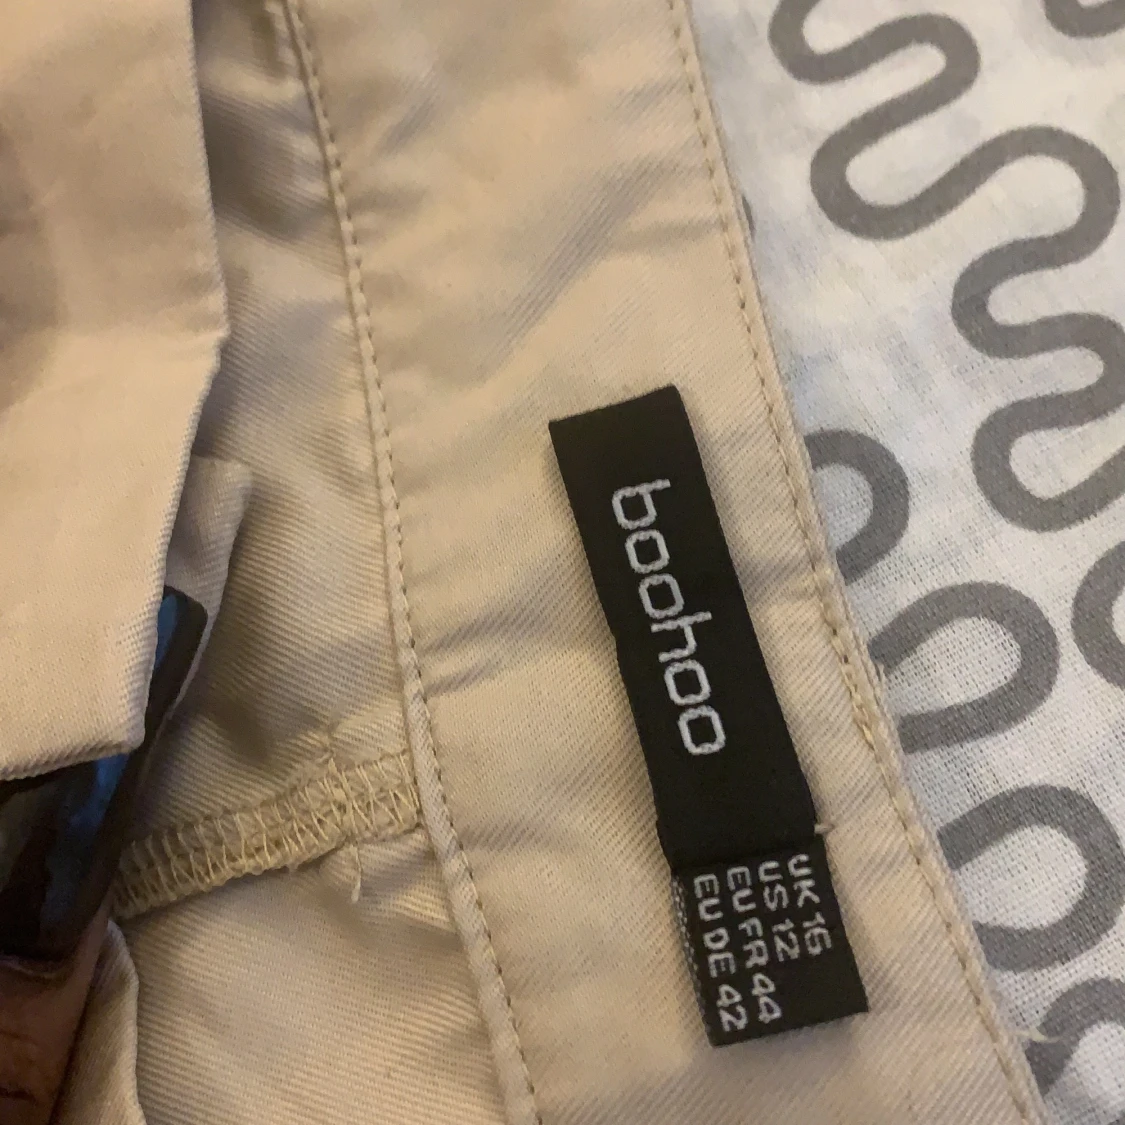 boohoo
UK 16
US 12
EU FR 44
EU DE 42